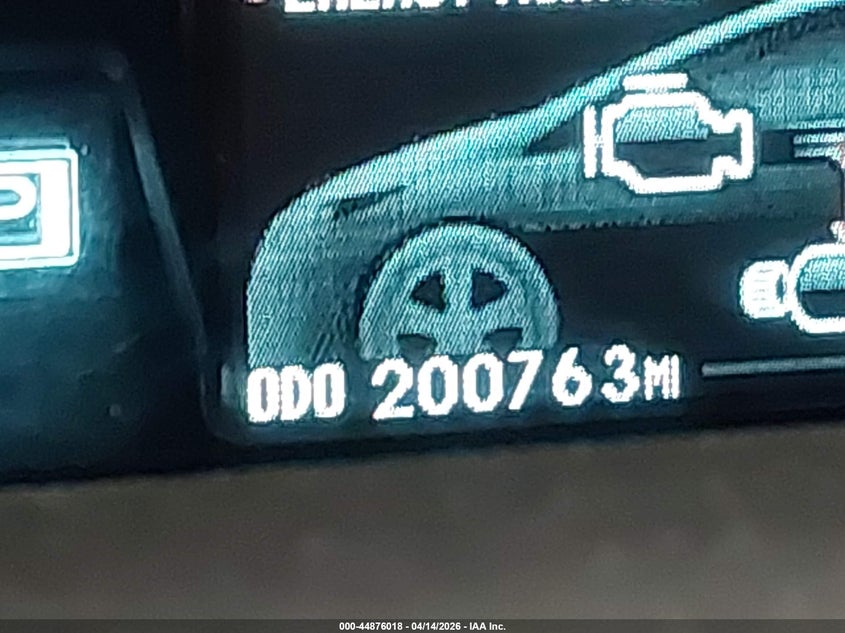 P
ODO 200763MI
000-44876018 - 04/14/2026 - IAA Inc.